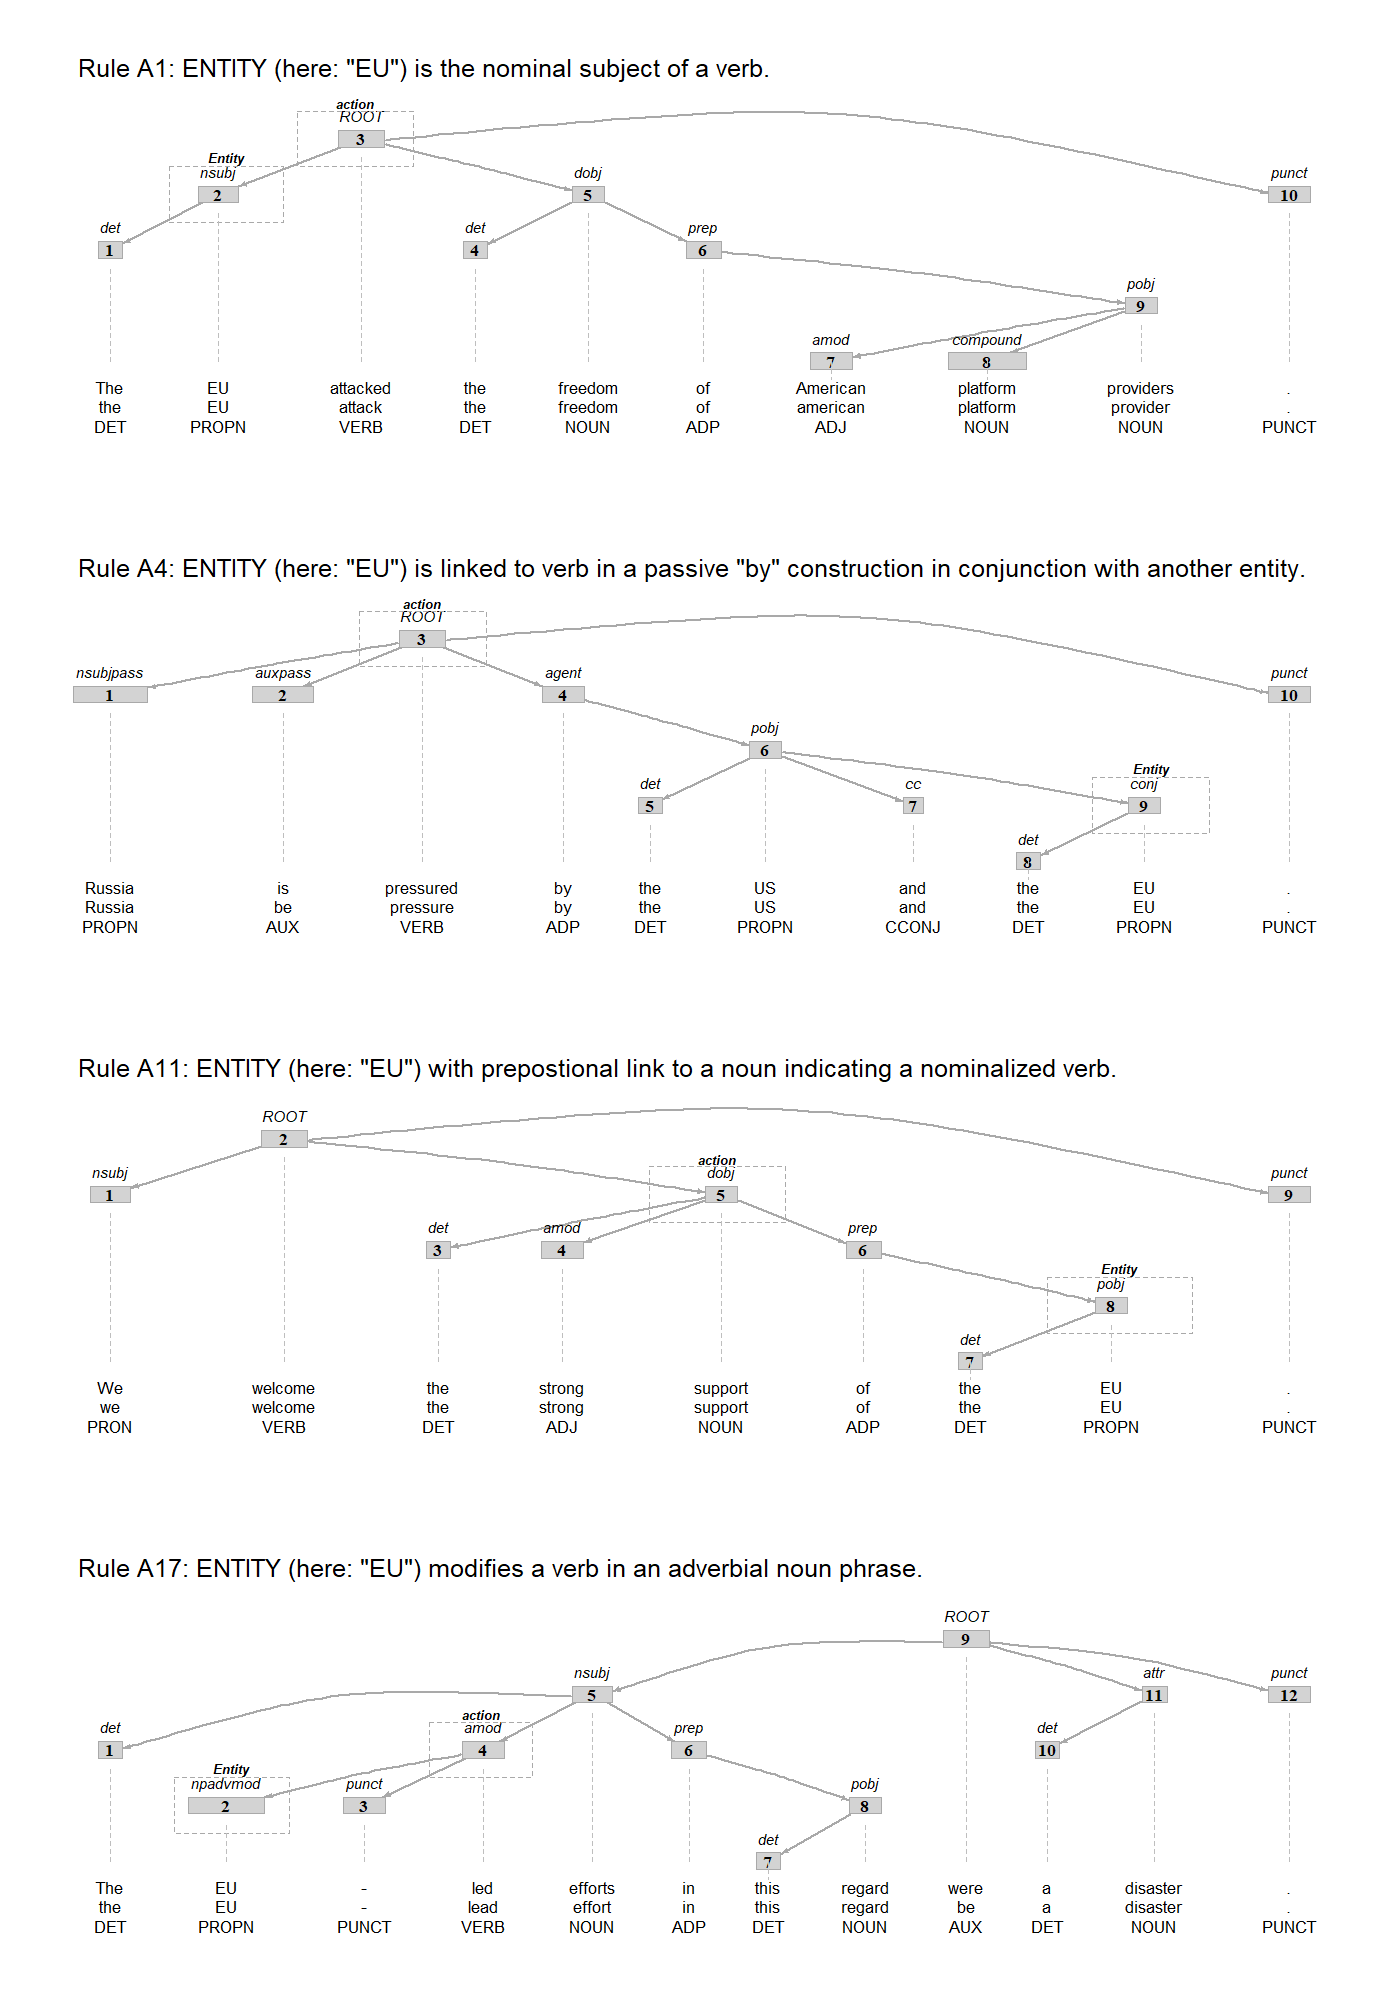 Rule A1: ENTITY (here: "EU") is the nominal subject of a verb.
action
ROOT
3
Entity
nsubj dobj punct
2 5 10
det det prep
1 4 6
pobj
9
amod compound
7 8
The EU attacked the freedom of American platform providers .
the EU attack the freedom of american platform provider .
DET PROPN VERB DET NOUN ADP ADJ NOUN NOUN PUNCT
Rule A4: ENTITY (here: "EU") is linked to verb in a passive "by" construction in conjunction with another entity.
action
ROOT
3
nsubjpass auxpass agent punct
1 2 4 10
pobj
6
Entity
det cc conj
5 7 9
det
8
Russia is pressured by the US and the EU .
Russia be pressure by the US and the EU .
PROPN AUX VERB ADP DET PROPN CCONJ DET PROPN PUNCT
Rule A11: ENTITY (here: "EU") with prepostional link to a noun indicating a nominalized verb.
ROOT
2
action
nsubj dobj punct
1 5 9
det amod prep
3 4 6
Entity
pobj
8
det
7
We welcome the strong support of the EU .
we welcome the strong support of the EU .
PRON VERB DET ADJ NOUN ADP DET PROPN PUNCT
Rule A17: ENTITY (here: "EU") modifies a verb in an adverbial noun phrase.
ROOT
9
nsubj attr punct
5 11 12
action
det amod prep det
1 4 6 10
Entity
npadvmod punct pobj
2 3 8
det
7
The EU - led efforts in this regard were a disaster .
the EU - lead effort in this regard be a disaster .
DET PROPN PUNCT VERB NOUN ADP DET NOUN AUX DET NOUN PUNCT